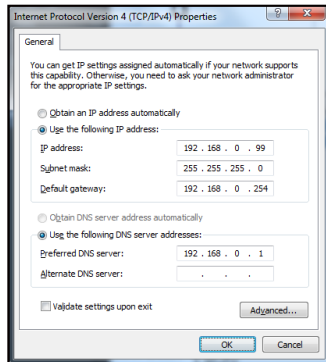 Internet Protocol Version 4 (TCP/IPv4) Properties
General
You can get IP settings assigned automatically if your network supports
this capability. Otherwise, you need to ask your network administrator
for the appropriate IP settings.
Obtain an IP address automatically
Use the following IP address:
IP address: 192 . 168 . 0 . 99
Subnet mask: 255 . 255 . 255 . 0
Default gateway: 192 . 168 . 0 . 254
Obtain DNS server address automatically
Use the following DNS server addresses:
Preferred DNS server: 192 . 168 . 0 . 1
Alternate DNS server: . . .
Validate settings upon exit
Advanced...
OK Cancel